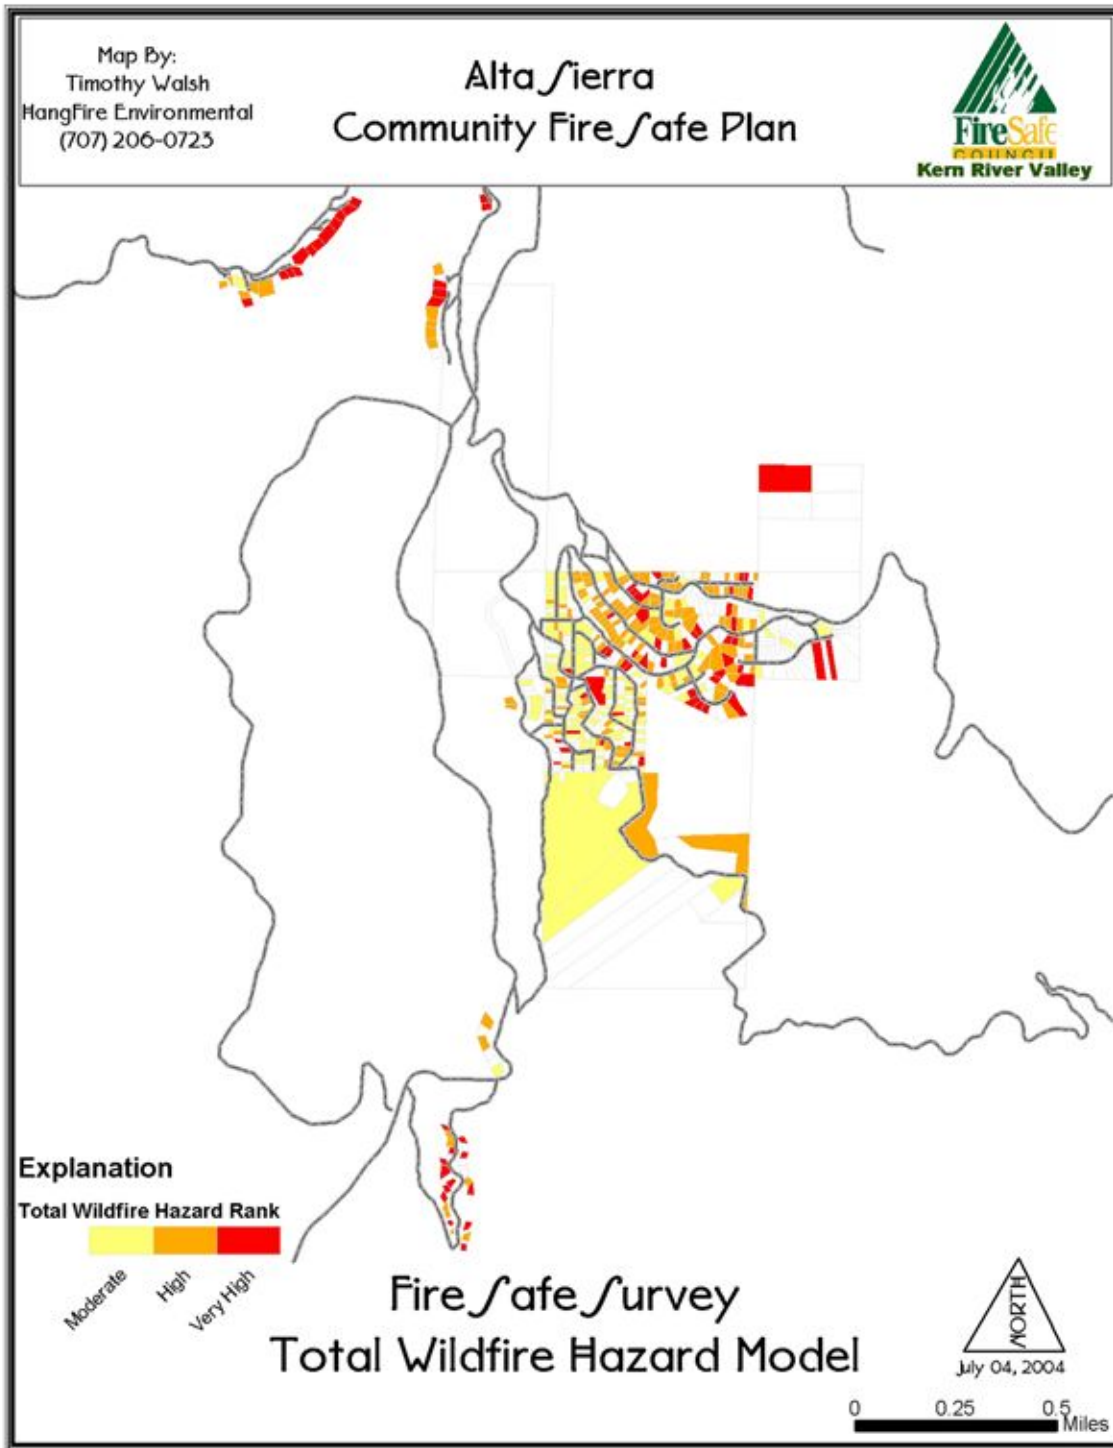 Map By:
Timothy Walsh
HangFire Environmental
(707) 206-0723
Alta Sierra
Community Fire Safe Plan
FireSafe
COUNCIL
Kern River Valley
Explanation
Total Wildfire Hazard Rank
Moderate
High
Very High
Fire Safe Survey
Total Wildfire Hazard Model
NORTH
July 04, 2004
0 0.25 0.5
Miles